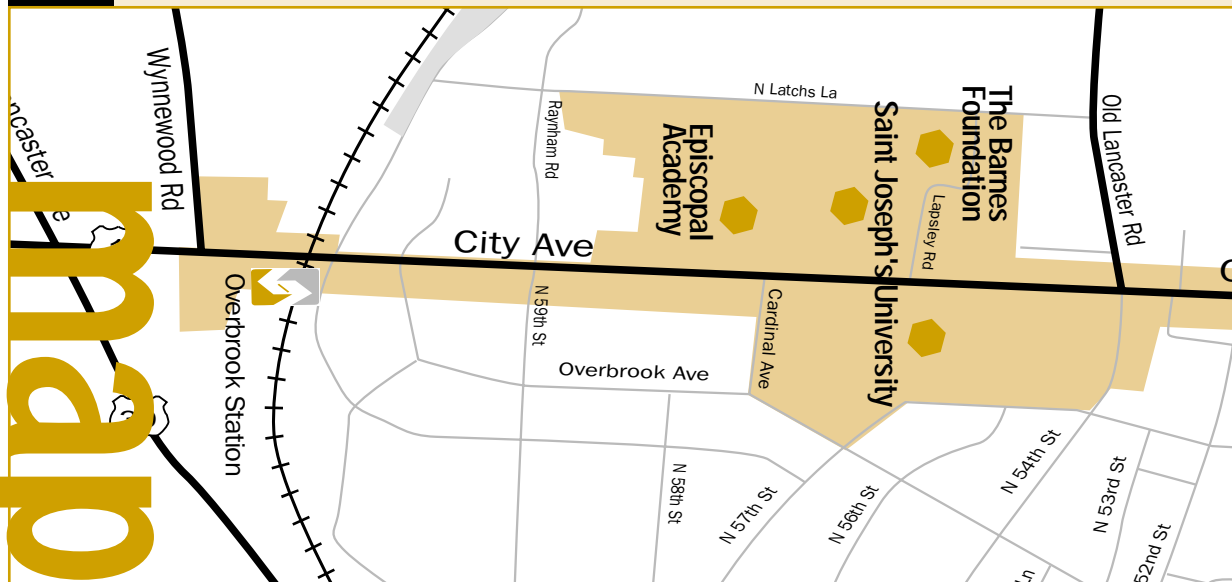 map
Wynnewood Rd
N Latchs La
Raynham Rd
Episcopal
Academy
Saint Joseph's University
The Barnes
Foundation
Lapsley Rd
Old Lancaster Rd
City Ave
Overbrook Station
N 59th St
Cardinal Ave
Overbrook Ave
N 58th St
N 57th St
N 56th St
N 54th St
N 53rd St
52nd St
Ln